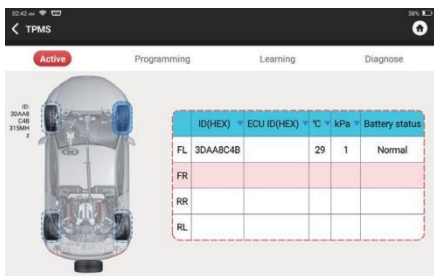 02:42 AM 38%
TPMS
Active Programming Learning Diagnose
ID:
3DAA8
C4B
315MH
z
ID(HEX) ECU ID(HEX) °C kPa Battery status
FL 3DAA8C4B 29 1 Normal
FR
RR
RL